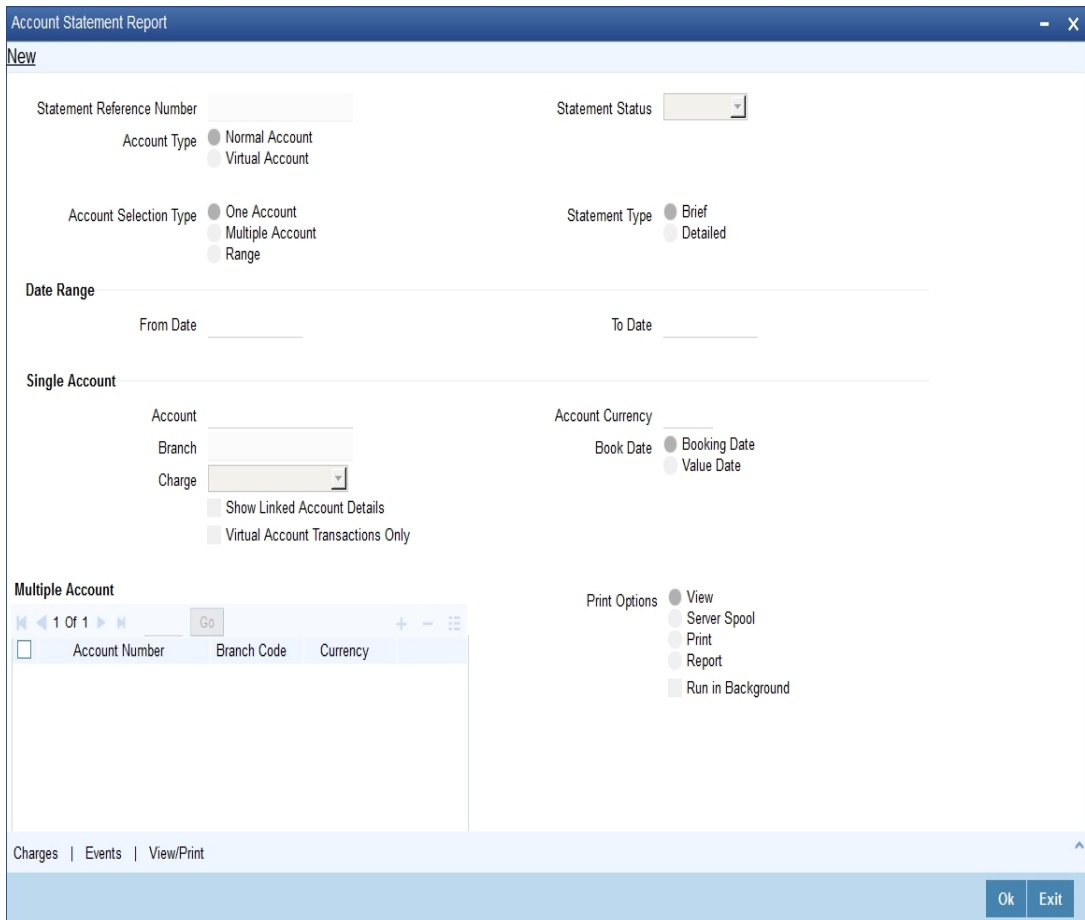 Account Statement Report
New
Statement Reference Number
Statement Status
Account Type
Normal Account
Virtual Account
Account Selection Type
One Account
Multiple Account
Range
Statement Type
Brief
Detailed
Date Range
From Date
To Date
Single Account
Account
Account Currency
Branch
Book Date
Booking Date
Value Date
Charge
Show Linked Account Details
Virtual Account Transactions Only
Multiple Account
1 Of 1
Go
Account Number Branch Code Currency
Print Options
View
Server Spool
Print
Report
Run in Background
Charges | Events | View/Print
Ok Exit